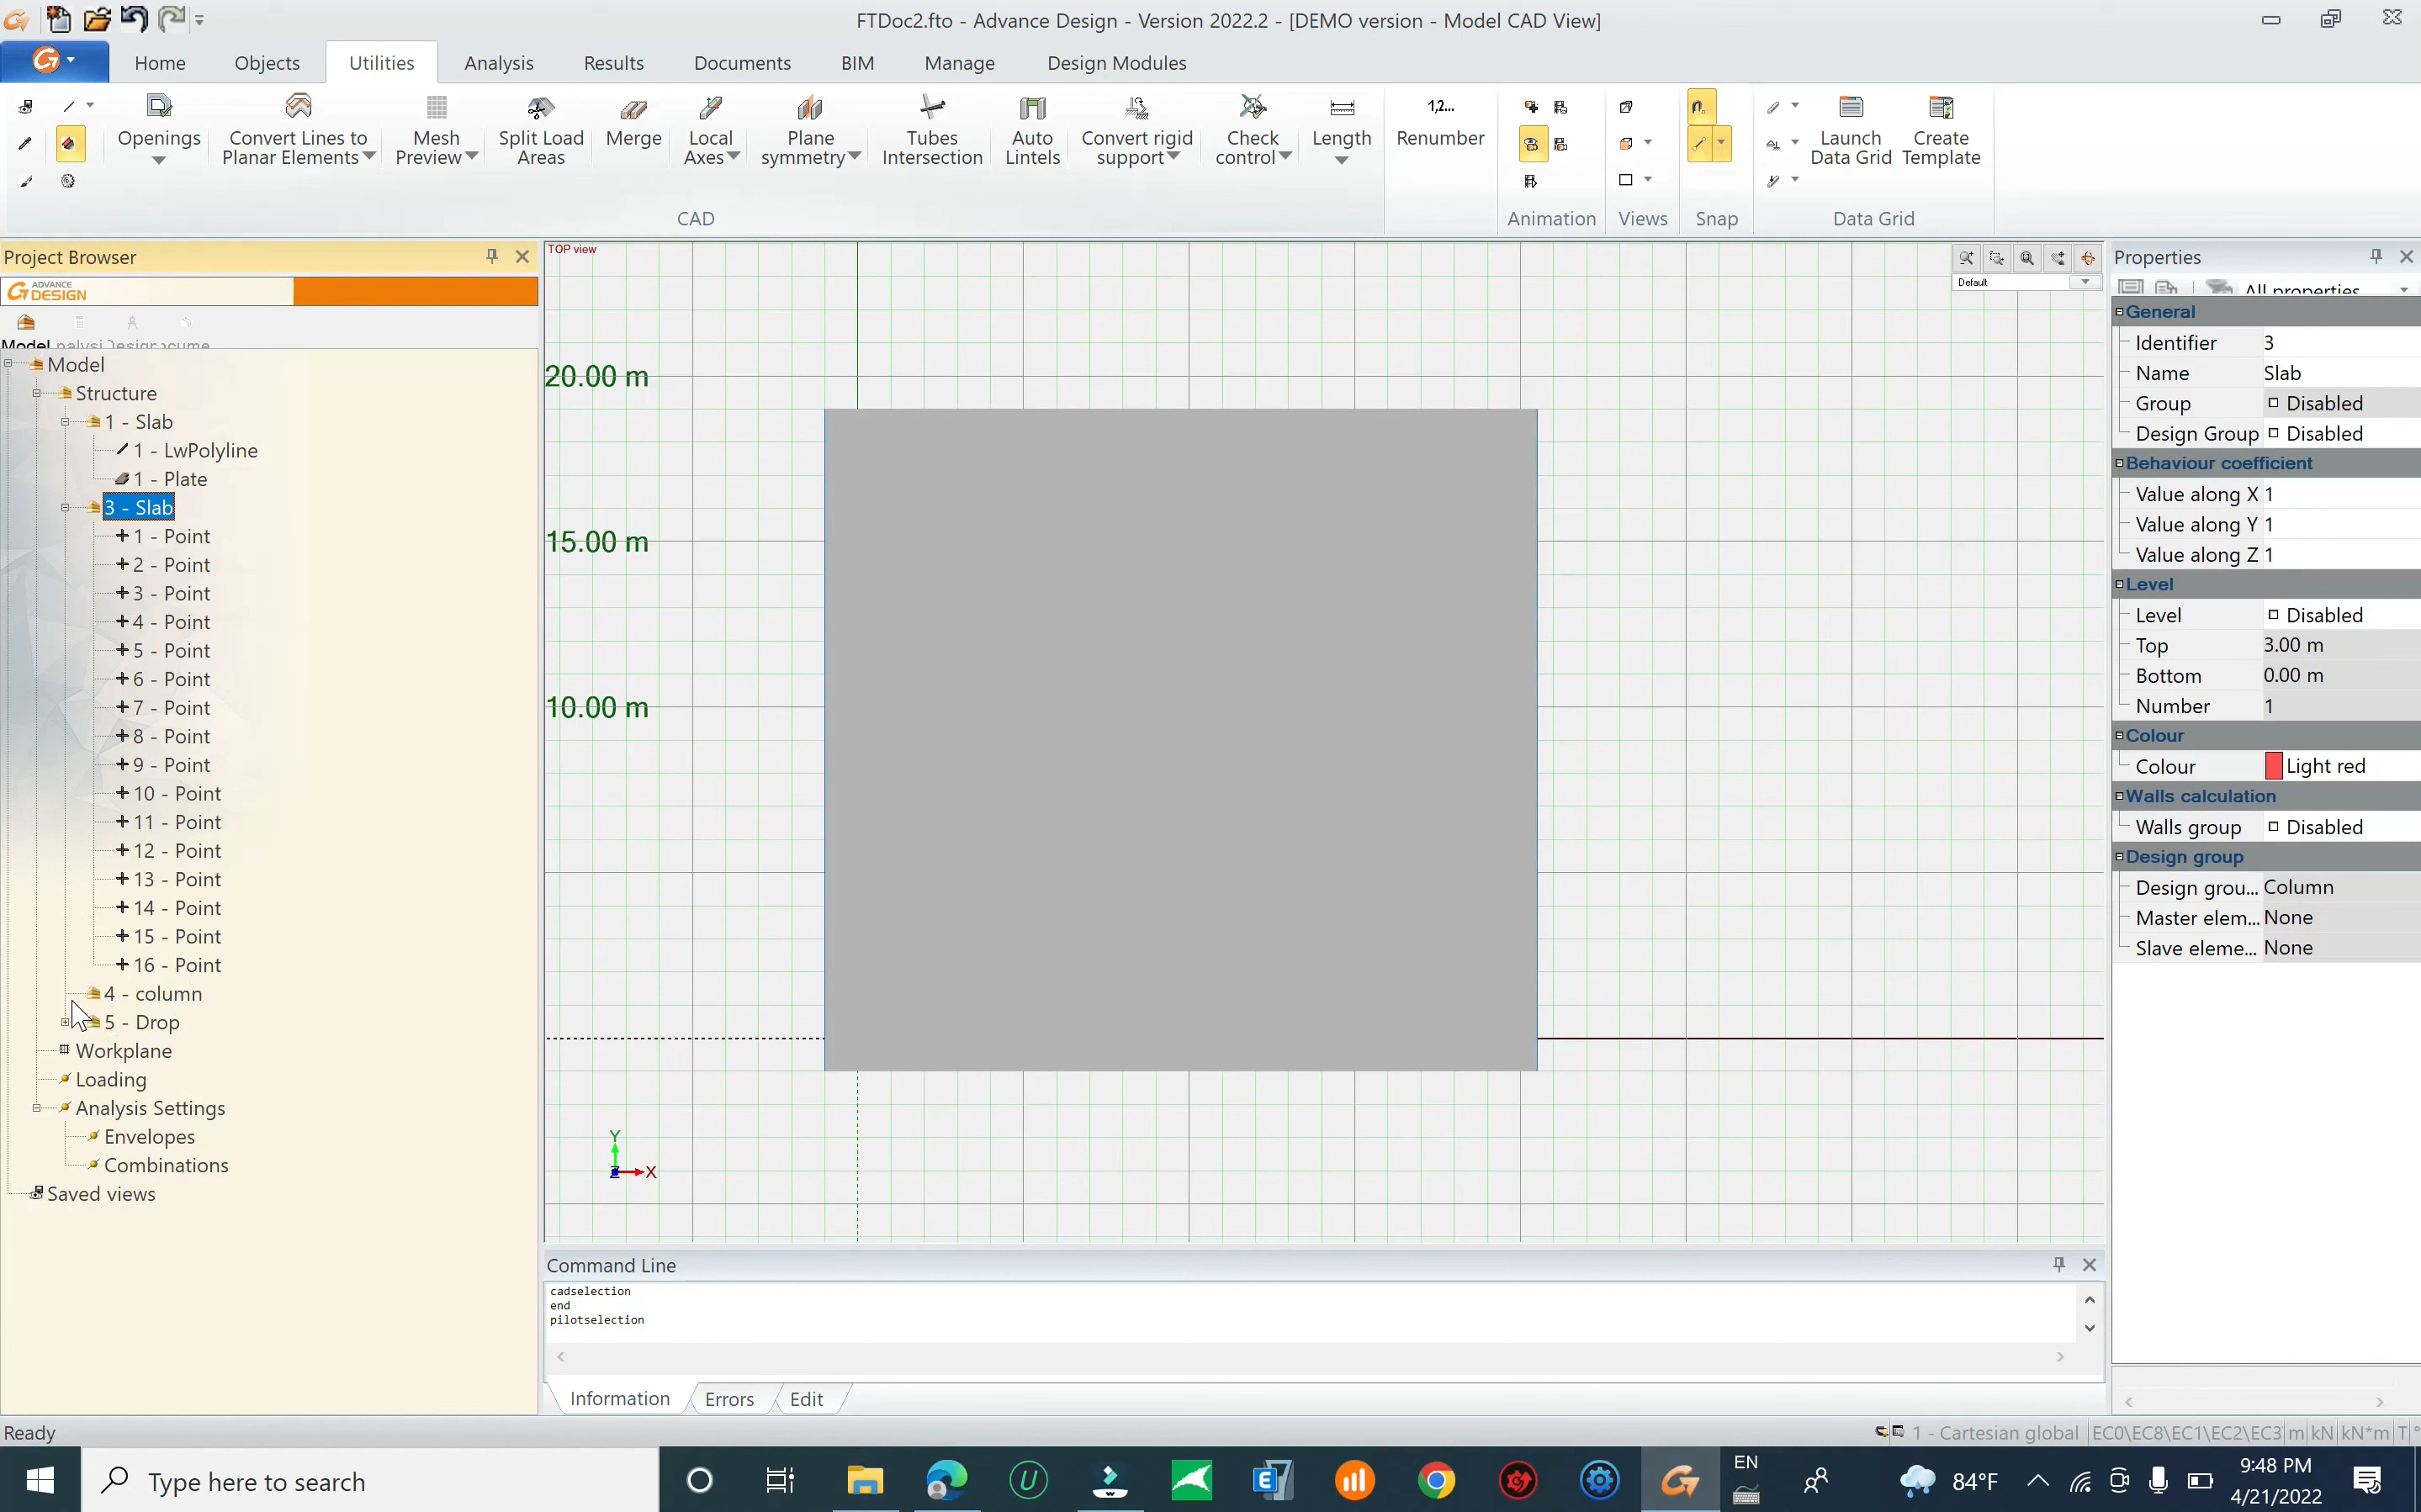 FTDoc2.fto - Advance Design - Version 2022.2 - [DEMO version - Model CAD View]
Home Objects Utilities Analysis Results Documents BIM Manage Design Modules
Openings
Convert Lines to Planar Elements
Mesh Preview
Split Load Areas
Merge
Local Axes
Plane symmetry
Tubes Intersection
Auto Lintels
Convert rigid support
Check control
Length
1,2...
Renumber
Launch Data Grid
Create Template
CAD
Animation
Views
Snap
Data Grid
Project Browser
ADVANCE DESIGN
Model
Model
Structure
1 - Slab
1 - LwPolyline
1 - Plate
3 - Slab
1 - Point
2 - Point
3 - Point
4 - Point
5 - Point
6 - Point
7 - Point
8 - Point
9 - Point
10 - Point
11 - Point
12 - Point
13 - Point
14 - Point
15 - Point
16 - Point
4 - column
5 - Drop
Workplane
Loading
Analysis Settings
Envelopes
Combinations
Saved views
TOP view
Default
20.00 m
15.00 m
10.00 m
Y
Z X
Command Line
cadselection
end
pilotselection
Information Errors Edit
Properties
All properties
General
Identifier 3
Name Slab
Group Disabled
Design Group Disabled
Behaviour coefficient
Value along X 1
Value along Y 1
Value along Z 1
Level
Level Disabled
Top 3.00 m
Bottom 0.00 m
Number 1
Colour
Colour Light red
Walls calculation
Walls group Disabled
Design group
Design grou... Column
Master elem... None
Slave eleme... None
Ready
1 - Cartesian global EC0\EC8\EC1\EC2\EC3 m kN kN*m T °
Type here to search
EN
84°F
9:48 PM
4/21/2022